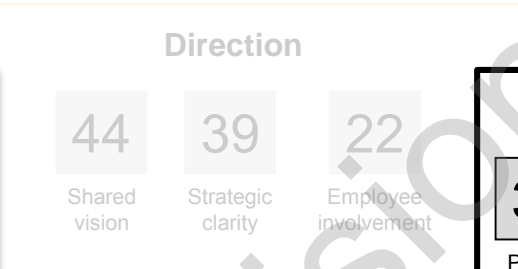 Direction
44 39 22
Shared Strategic Employee
vision clarity involvement